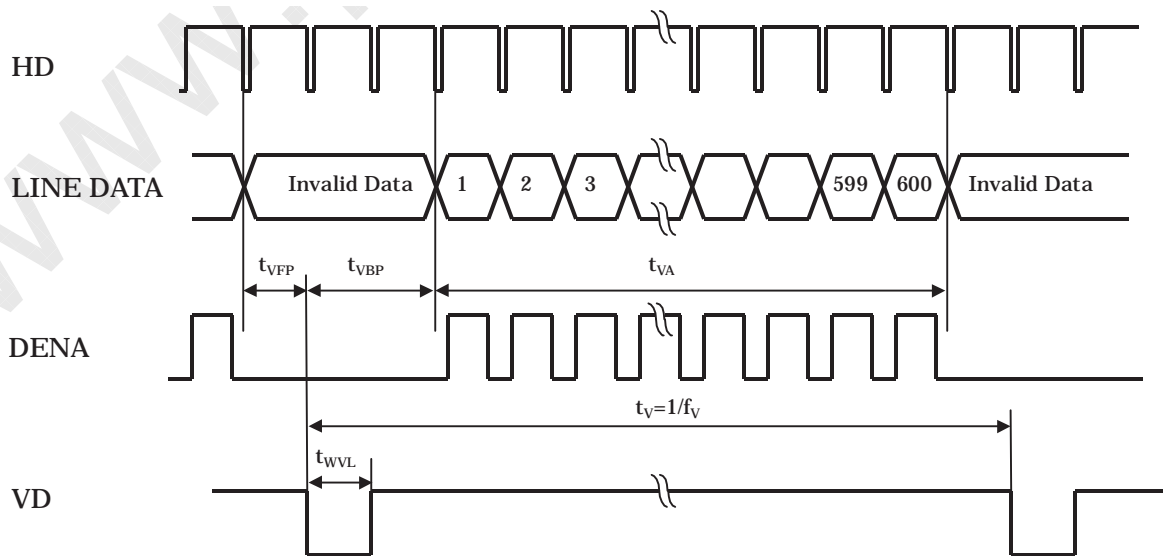 HD
LINE DATA
Invalid Data
1
2
3
599
600
Invalid Data
tVFP
tVBP
tVA
DENA
tV=1/fV
tWVL
VD